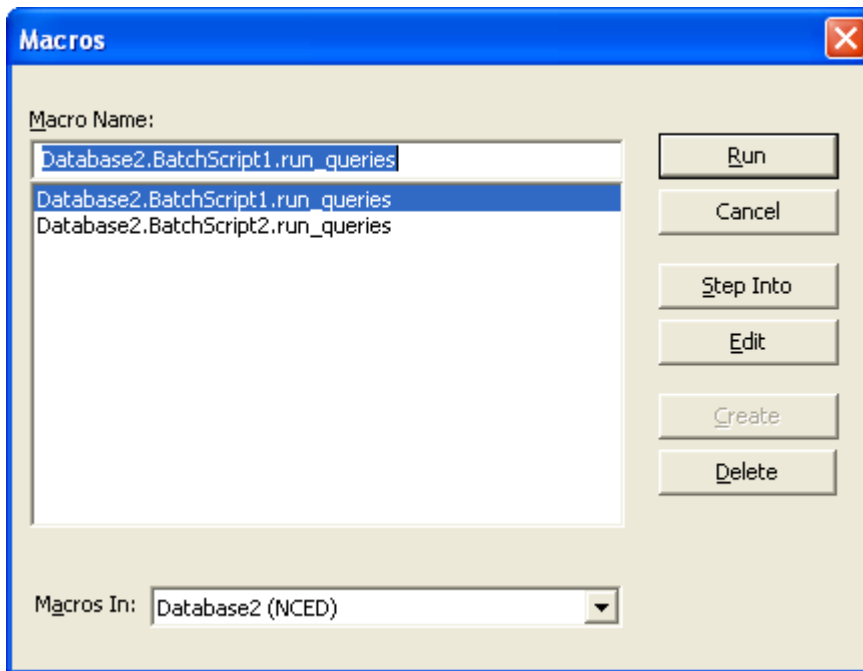 Macros
Macro Name:
Database2.BatchScript1.run_queries
Database2.BatchScript1.run_queries
Database2.BatchScript2.run_queries
Run
Cancel
Step Into
Edit
Create
Delete
Macros In: Database2 (NCED)